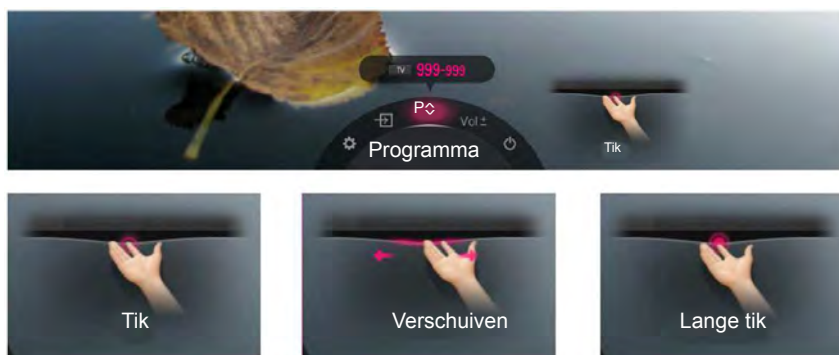 TV 999-999
P
Vol ±
Programma
Tik
Tik
Verschuiven
Lange tik